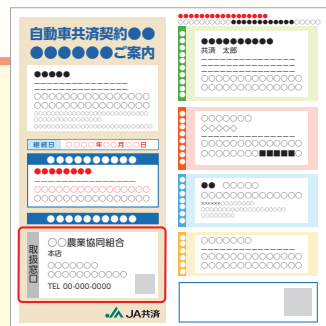 自動車共済契約●●
●●●●●●ご案内
●●●●●
継続日 ○○○○年○○月○○日
●●●●●●●●●●
●●●●●●●●
●●●●●●●●●●
取扱窓口
○○農業協同組合
本店
○○○○○○○
○○○○○○○○○○○
TEL 00-000-0000
JA共済
●●●●●●●●●●
共済 太郎
○○○○○○○
○○○○○
●● ○○○○○
○○○○○○○